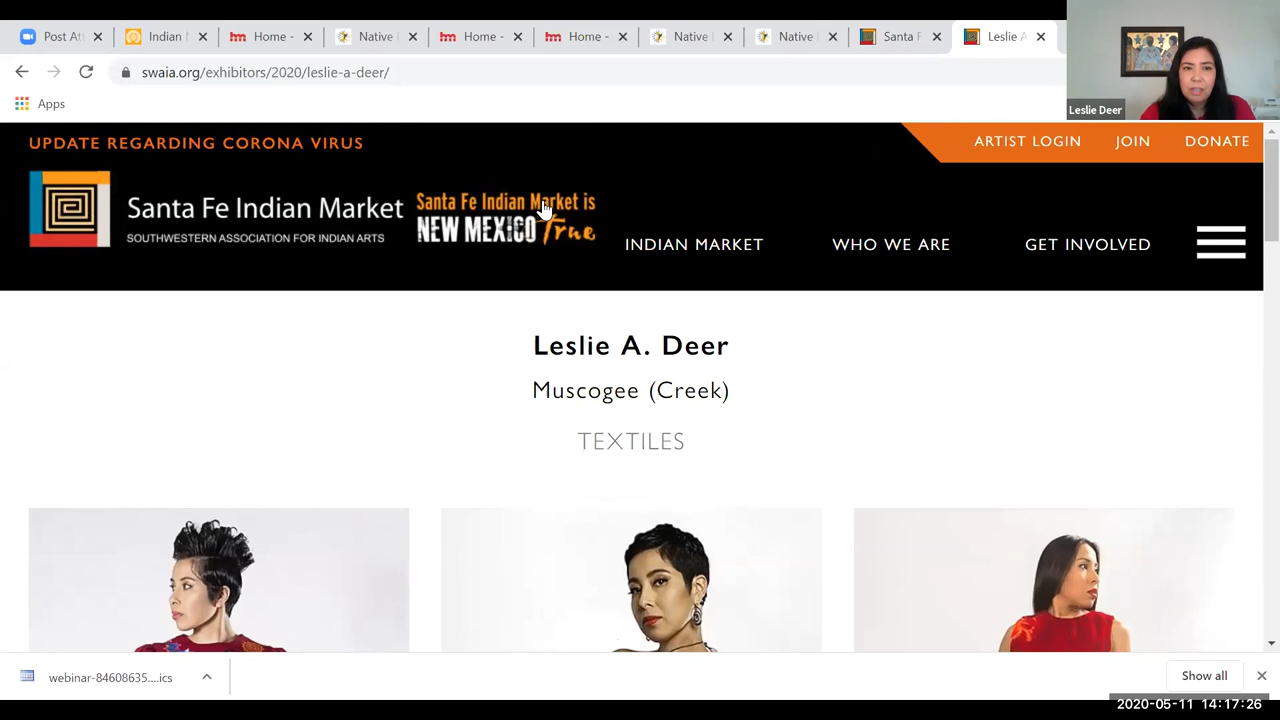 Post At
Indian
Home -
Native
Home -
Home -
Native
Native
Santa F
Leslie A
swaia.org/exhibitors/2020/leslie-a-deer/
Apps
Leslie Deer
UPDATE REGARDING CORONA VIRUS
ARTIST LOGIN JOIN DONATE
Santa Fe Indian Market
SOUTHWESTERN ASSOCIATION FOR INDIAN ARTS
Santa Fe Indian Market is
NEW MEXICO True
INDIAN MARKET WHO WE ARE GET INVOLVED
Leslie A. Deer
Muscogee (Creek)
TEXTILES
webinar-84608635....ics
Show all
2020-05-11 14:17:26